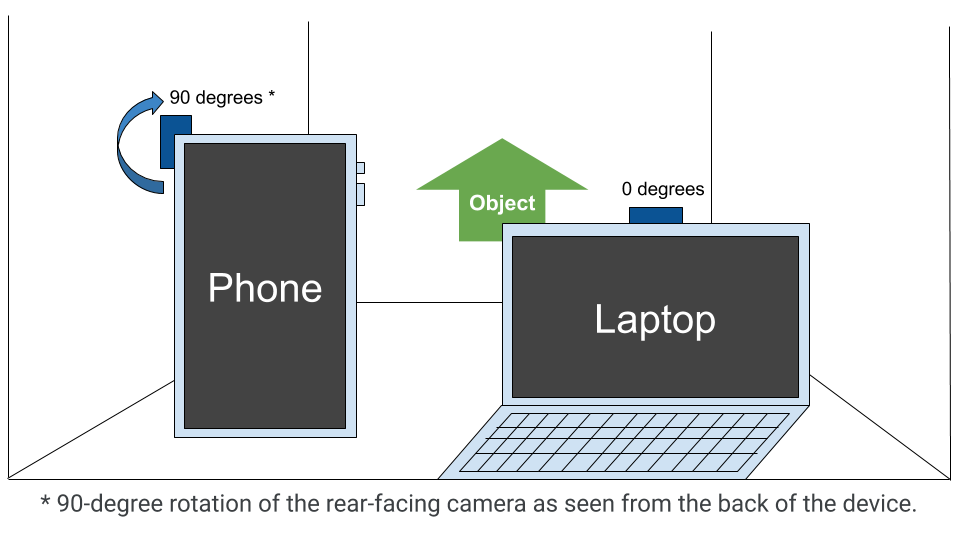 90 degrees *
0 degrees
Object
Phone
Laptop
* 90-degree rotation of the rear-facing camera as seen from the back of the device.